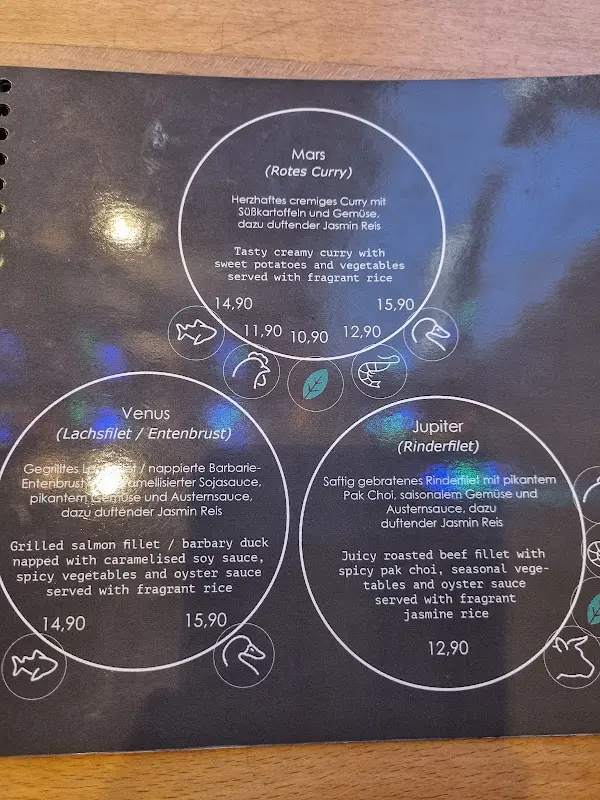 Mars
(Rotes Curry)
Herzhaftes cremiges Curry mit
Süßkartoffeln und Gemüse,
dazu duftender Jasmin Reis
Tasty creamy curry with
sweet potatoes and vegetables
served with fragrant rice
14,90
11,90
10,90
12,90
15,90
Venus
(Lachsfilet / Entenbrust)
Gegrilltes / nappierte Barbarie-
Entenbrust karamellisierter Sojasauce,
pikantem Gemüse und Austernsauce,
dazu duftender Jasmin Reis
Grilled salmon fillet / barbary duck
napped with caramelised soy sauce,
spicy vegetables and oyster sauce
served with fragrant rice
14,90
15,90
Jupiter
(Rinderfilet)
Saftig gebratenes Rinderfilet mit pikantem
Pak Choi, saisonalem Gemüse und
Austernsauce, dazu
duftender Jasmin Reis
Juicy roasted beef fillet with
spicy pak choi, seasonal vege-
tables and oyster sauce
served with fragrant
jasmine rice
12,90